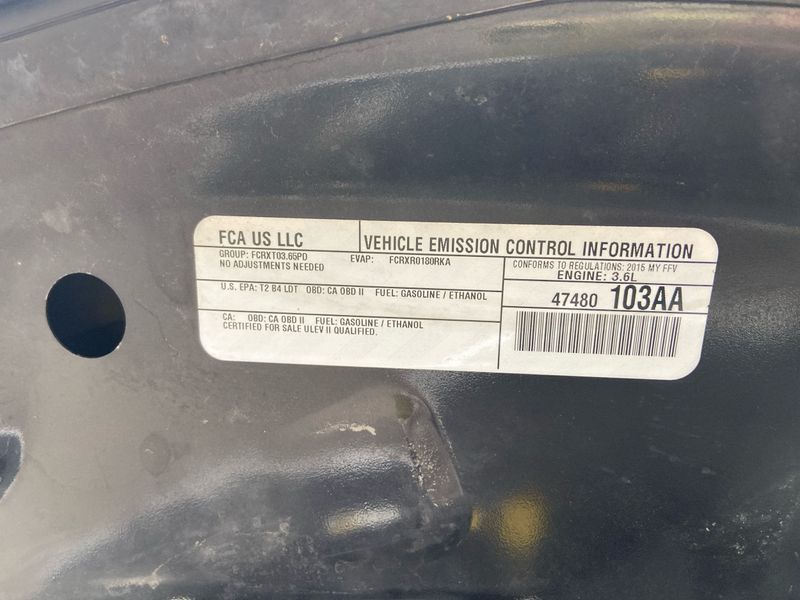 FCA US LLC
VEHICLE EMISSION CONTROL INFORMATION
GROUP: FCRXT03.65PD EVAP: FCRXR0180RKA
NO ADJUSTMENTS NEEDED
CONFORMS TO REGULATIONS: 2015 MY FFV
ENGINE: 3.6L
U.S. EPA: T2 B4 LDT OBD: CA OBD II FUEL: GASOLINE / ETHANOL
47480 103AA
CA: OBD: CA OBD II FUEL: GASOLINE / ETHANOL
CERTIFIED FOR SALE ULEV II QUALIFIED.